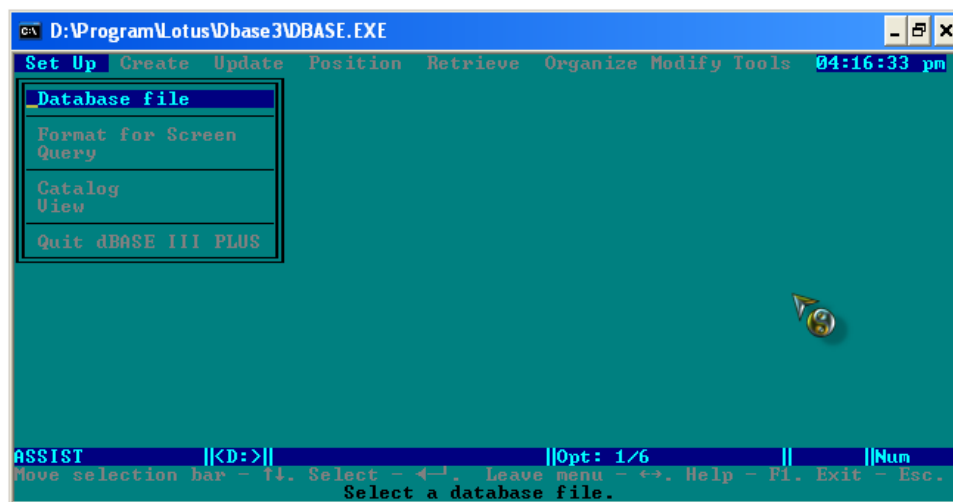 D:\Program\Lotus\Dbase3\DBASE.EXE
Set Up Create Update Position Retrieve Organize Modify Tools 04:16:33 pm
Database file
Format for Screen
Query
Catalog
View
Quit dBASE III PLUS
ASSIST ||<D:>|| ||Opt: 1/6 || ||Num
Move selection bar - ↑↓. Select - ◄─┘. Leave menu - ↔. Help - F1. Exit - Esc.
Select a database file.